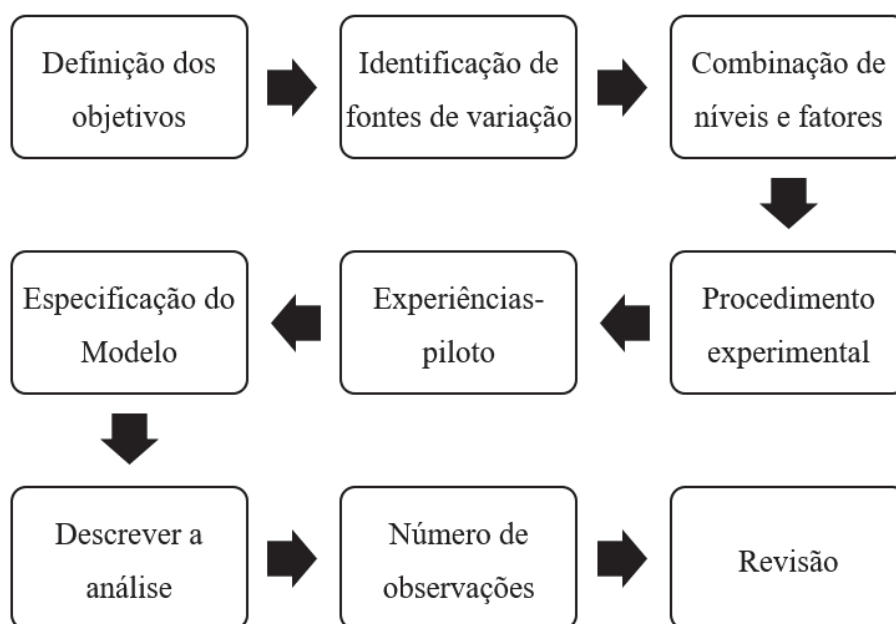 Definição dos
objetivos
Identificação de
fontes de variação
Combinação de
níveis e fatores
Procedimento
experimental
Experiências-
piloto
Especificação do
Modelo
Descrever a
análise
Número de
observações
Revisão